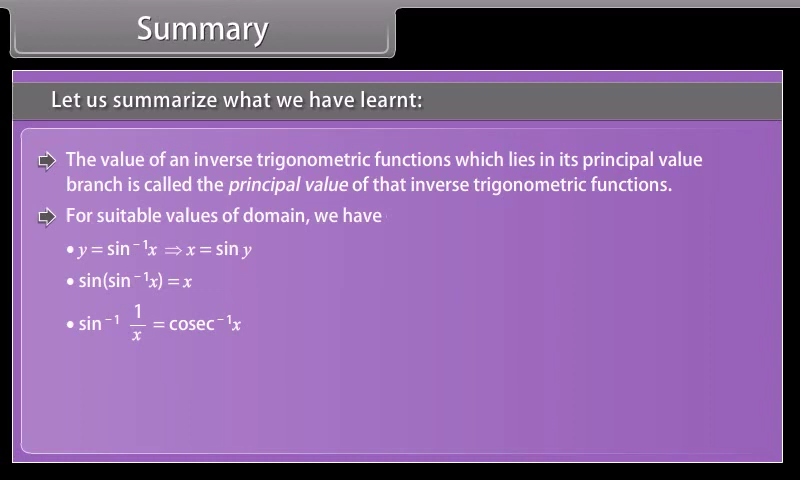 Summary
Let us summarize what we have learnt:
The value of an inverse trigonometric functions which lies in its principal value
branch is called the principal value of that inverse trigonometric functions.
For suitable values of domain, we have
• y = sin⁻¹x ⇒ x = sin y
• sin(sin⁻¹x) = x
• sin⁻¹ 1/x = cosec⁻¹x